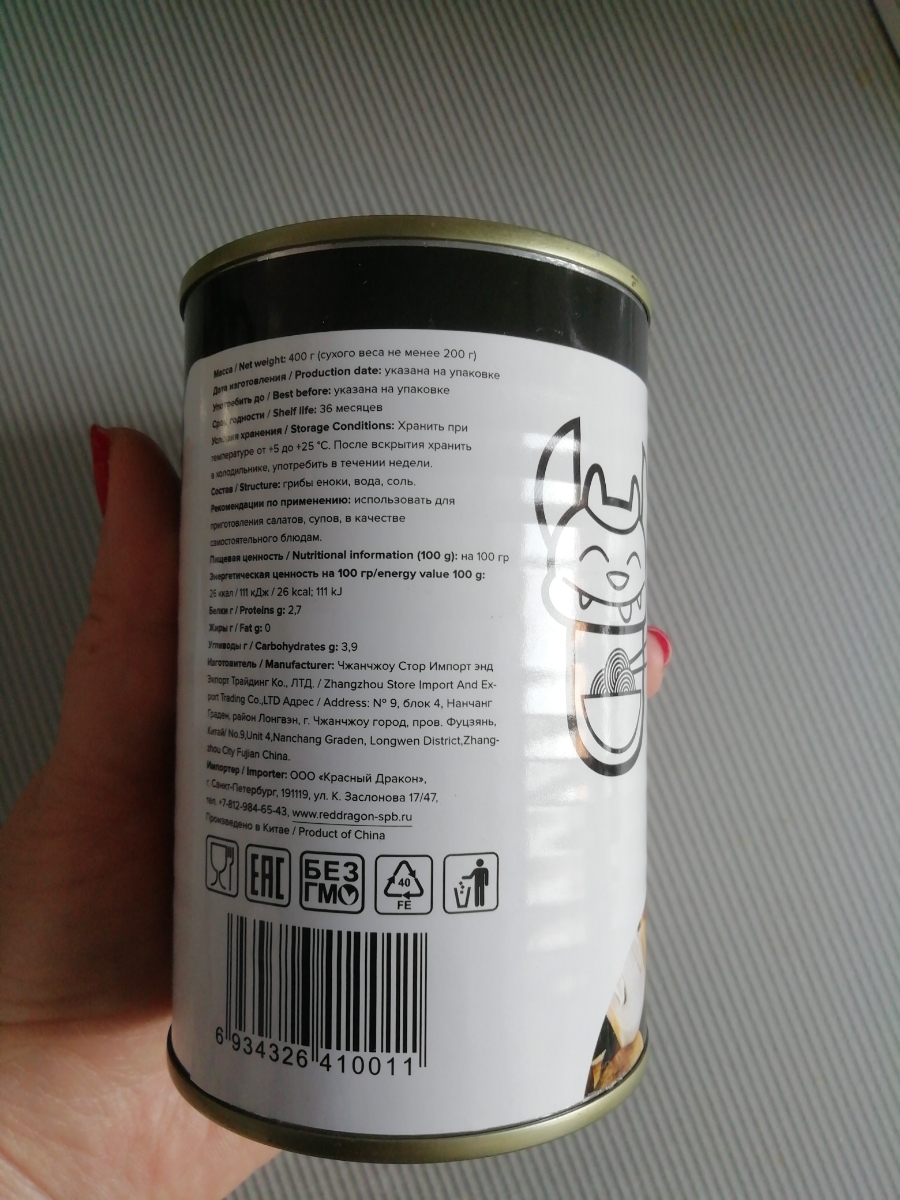 Масса / Net weight: 400 г (сухого веса не менее 200 г)
Дата изготовления / Production date: указана на упаковке
Употребить до / Best before: указана на упаковке
Срок годности / Shelf life: 36 месяцев
Условия хранения / Storage Conditions: Хранить при
температуре от +5 до +25 °С. После вскрытия хранить
в холодильнике, употребить в течении недели.
Состав / Structure: грибы еноки, вода, соль.
Рекомендации по применению: использовать для
приготовления салатов, супов, в качестве
самостоятельного блюдам.
Пищевая ценность / Nutritional information (100 g): на 100 гр
Энергетическая ценность на 100 гр/energy value 100 g:
26 ккал / 111 кДж / 26 kcal; 111 kJ
Белки г / Proteins g: 2,7
Жиры г / Fat g: 0
Угливоды г / Carbohydrates g: 3,9
Изготовитель / Manufacturer: Чжанчжоу Стор Импорт энд
Экпорт Трайдинг Ко., ЛТД. / Zhangzhou Store Import And Ex-
port Trading Co.,LTD Адрес / Address: № 9, блок 4, Нанчанг
Граден, район Лонгвэн, г. Чжанчжоу город, пров. Фуцзянь,
Китай/ No.9,Unit 4,Nanchang Graden, Longwen District,Zhang-
zhou City Fujian China.
Импортер / Importer: ООО «Красный Дракон»,
г. Санкт-Петербург, 191119, ул. К. Заслонова 17/47,
тел. +7-812-984-65-43, www.reddragon-spb.ru
Произведено в Китае / Product of China
EAC БЕЗ ГМО 40 FE
6 934326 410011